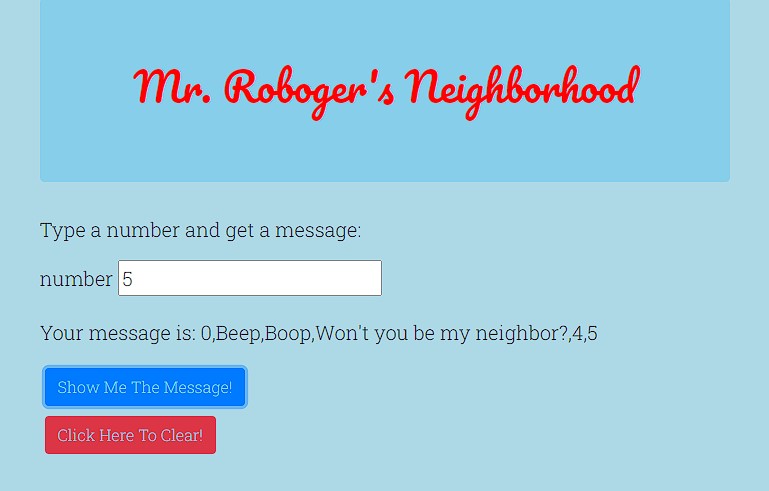 Mr. Roboger's Neighborhood
Type a number and get a message:
number 5
Your message is: 0,Beep,Boop,Won't you be my neighbor?,4,5
Show Me The Message!
Click Here To Clear!